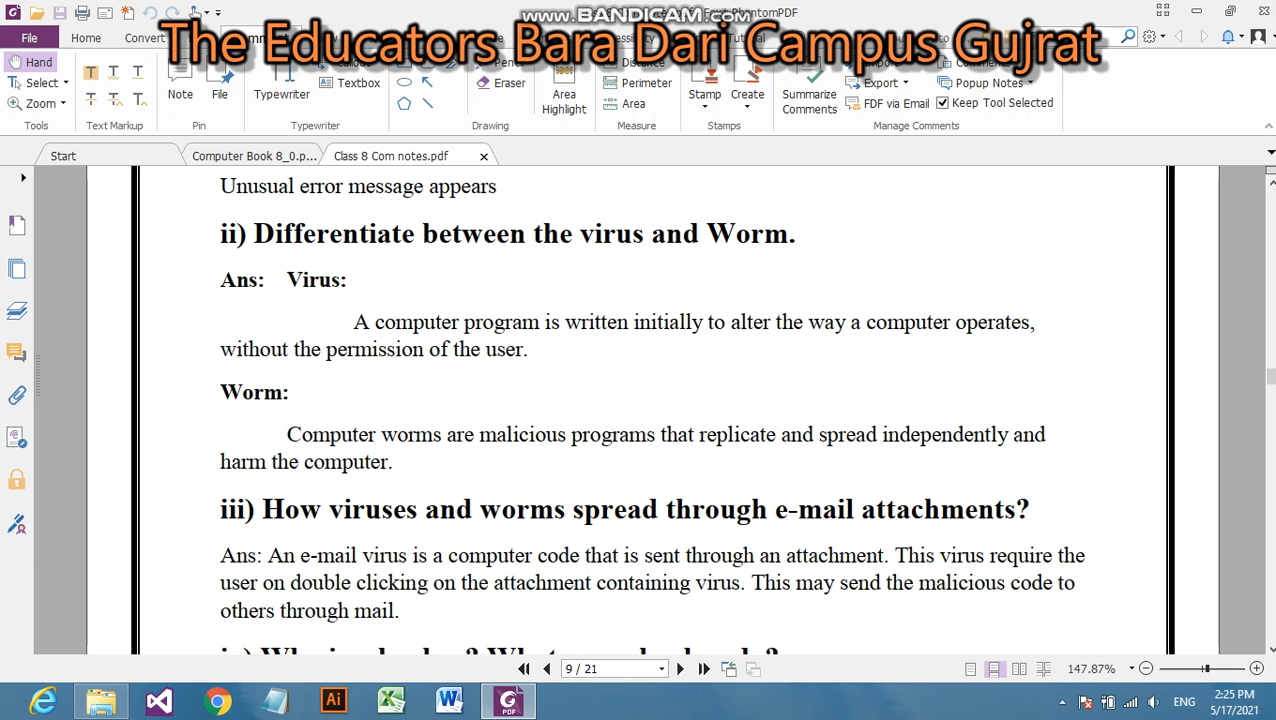 www.BANDICAM.com
PhantomPDF
The Educators Bara Dari Campus Gujrat
File
Home
Convert
Hand
Select
Zoom
Tools
Text Markup
Note
File
Pin
Typewriter
Callout
Textbox
Typewriter
Pencil
Eraser
Drawing
Area
Highlight
Distance
Perimeter
Area
Measure
Stamp
Create
Stamps
Summarize
Comments
Import
Export
FDF via Email
Comments
Popup Notes
Keep Tool Selected
Manage Comments
Start
Computer Book 8_0.p...
Class 8 Com notes.pdf
Unusual error message appears
ii) Differentiate between the virus and Worm.
Ans: Virus:
A computer program is written initially to alter the way a computer operates,
without the permission of the user.
Worm:
Computer worms are malicious programs that replicate and spread independently and
harm the computer.
iii) How viruses and worms spread through e-mail attachments?
Ans: An e-mail virus is a computer code that is sent through an attachment. This virus require the
user on double clicking on the attachment containing virus. This may send the malicious code to
others through mail.
9 / 21
147.87%
ENG
2:25 PM
5/17/2021